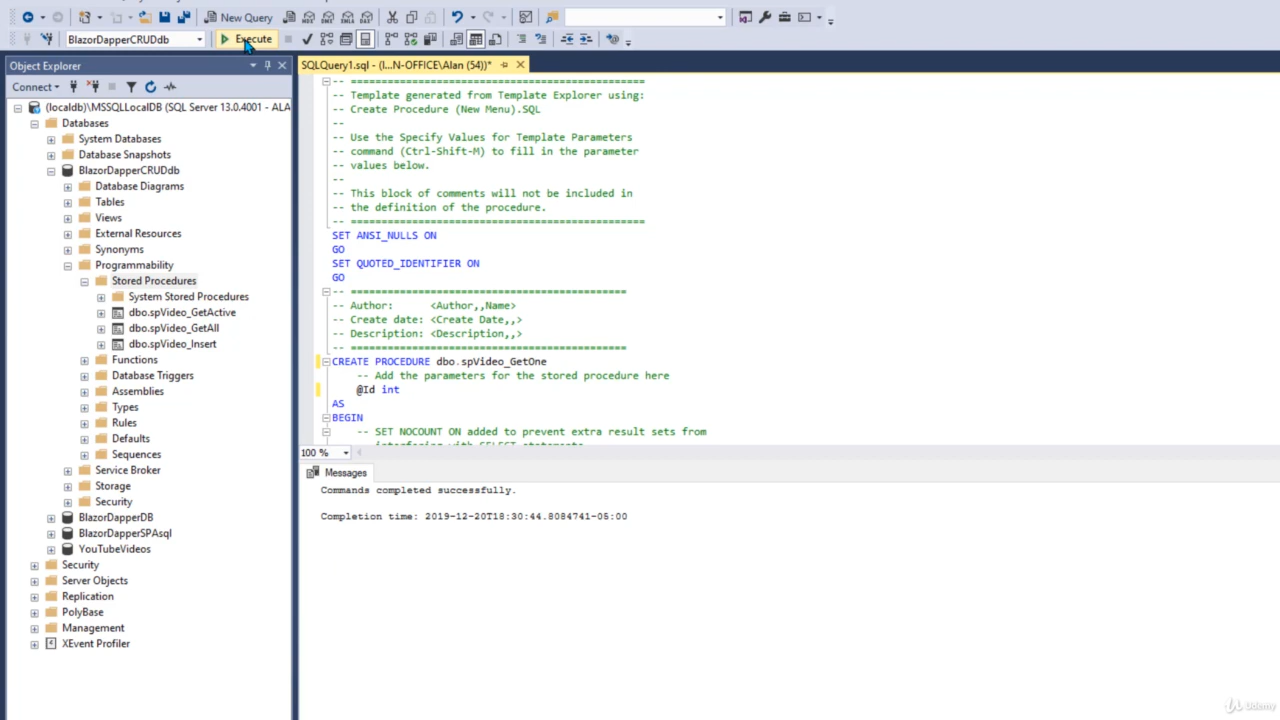 New Query
BlazorDapperCRUDdb
Execute
Object Explorer
SQLQuery1.sql - (l...N-OFFICE\Alan (54))*
Connect
(localdb)\MSSQLLocalDB (SQL Server 13.0.4001 - ALA
Databases
System Databases
Database Snapshots
BlazorDapperCRUDdb
Database Diagrams
Tables
Views
External Resources
Synonyms
Programmability
Stored Procedures
System Stored Procedures
dbo.spVideo_GetActive
dbo.spVideo_GetAll
dbo.spVideo_Insert
Functions
Database Triggers
Assemblies
Types
Rules
Defaults
Sequences
Service Broker
Storage
Security
BlazorDapperDB
BlazorDapperSPAsql
YouTubeVideos
Security
Server Objects
Replication
PolyBase
Management
XEvent Profiler
-- ================================================
-- Template generated from Template Explorer using:
-- Create Procedure (New Menu).SQL
--
-- Use the Specify Values for Template Parameters
-- command (Ctrl-Shift-M) to fill in the parameter
-- values below.
--
-- This block of comments will not be included in
-- the definition of the procedure.
-- ================================================
SET ANSI_NULLS ON
GO
SET QUOTED_IDENTIFIER ON
GO
-- =============================================
-- Author: <Author,,Name>
-- Create date: <Create Date,,>
-- Description: <Description,,>
-- =============================================
CREATE PROCEDURE dbo.spVideo_GetOne
-- Add the parameters for the stored procedure here
@Id int
AS
BEGIN
-- SET NOCOUNT ON added to prevent extra result sets from
-- interfering with SELECT statements.
100 %
Messages
Commands completed successfully.
Completion time: 2019-12-20T18:30:44.8084741-05:00
Udemy